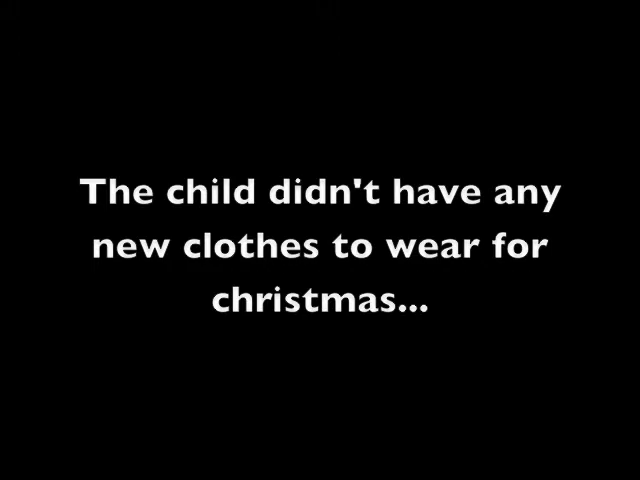 The child didn't have any
new clothes to wear for
christmas...